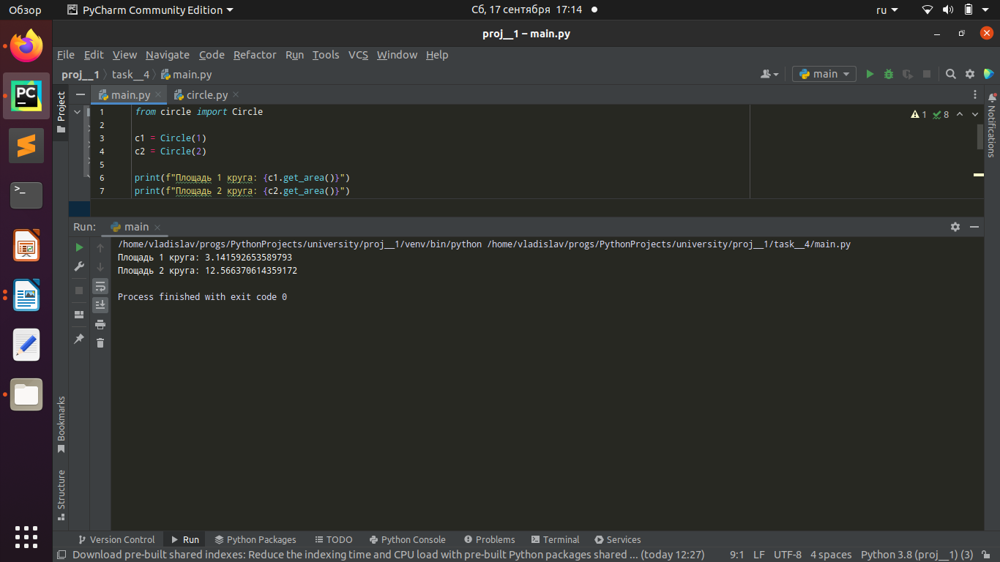 Обзор PyCharm Community Edition Сб, 17 сентября 17:14 ru
proj__1 – main.py
File Edit View Navigate Code Refactor Run Tools VCS Window Help
proj__1 task__4 main.py main
Project
main.py circle.py
1 from circle import Circle
2
3 c1 = Circle(1)
4 c2 = Circle(2)
5
6 print(f"Площадь 1 круга: {c1.get_area()}")
7 print(f"Площадь 2 круга: {c2.get_area()}")
1 8
Notifications
Run: main
/home/vladislav/progs/PythonProjects/university/proj__1/venv/bin/python /home/vladislav/progs/PythonProjects/university/proj__1/task__4/main.py
Площадь 1 круга: 3.141592653589793
Площадь 2 круга: 12.566370614359172
Process finished with exit code 0
Bookmarks
Structure
Version Control Run Python Packages TODO Python Console Problems Terminal Services
Download pre-built shared indexes: Reduce the indexing time and CPU load with pre-built Python packages shared ... (today 12:27) 9:1 LF UTF-8 4 spaces Python 3.8 (proj__1) (3)
PC
>_